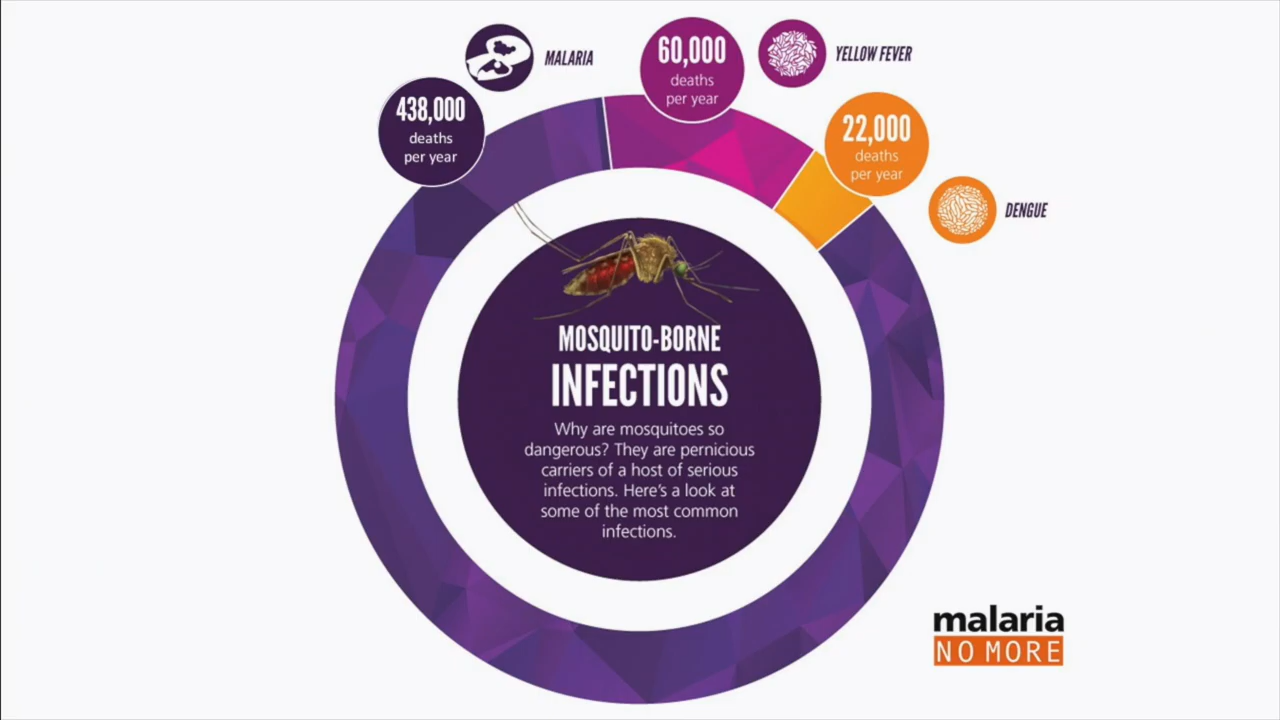 MALARIA
438,000
deaths
per year
60,000
deaths
per year
YELLOW FEVER
22,000
deaths
per year
DENGUE
MOSQUITO-BORNE
INFECTIONS
Why are mosquitoes so
dangerous? They are pernicious
carriers of a host of serious
infections. Here's a look at
some of the most common
infections.
malaria
NO MORE